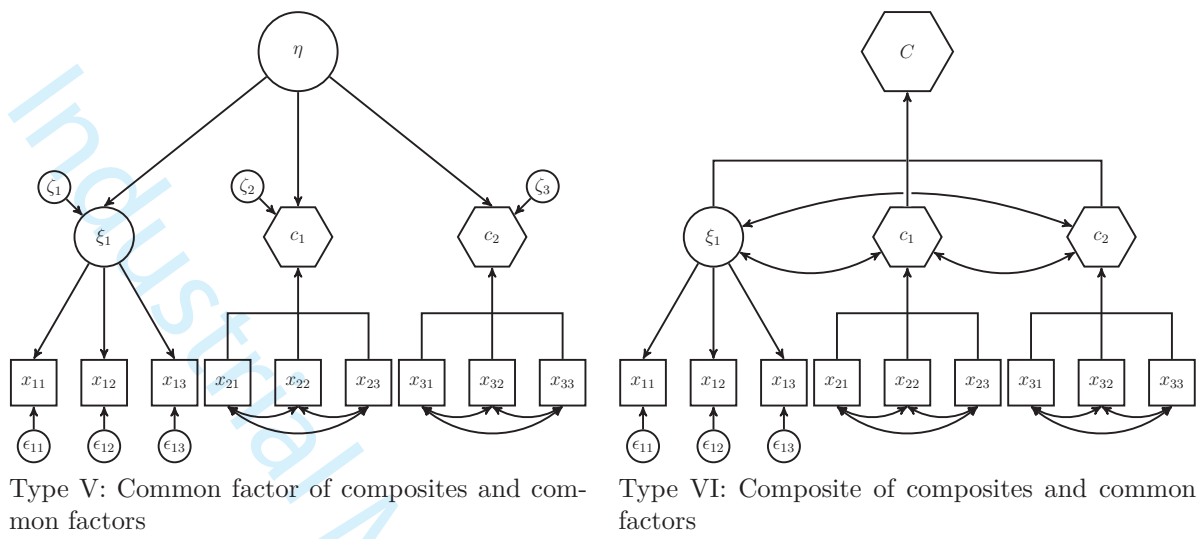 η
C
ζ₁
ζ₂
ζ₃
ξ₁
c₁
c₂
ξ₁
c₁
c₂
x₁₁
x₁₂
x₁₃
x₂₁
x₂₂
x₂₃
x₃₁
x₃₂
x₃₃
x₁₁
x₁₂
x₁₃
x₂₁
x₂₂
x₂₃
x₃₁
x₃₂
x₃₃
ϵ₁₁
ϵ₁₂
ϵ₁₃
ϵ₁₁
ϵ₁₂
ϵ₁₃
Type V: Common factor of composites and com-
mon factors
Type VI: Composite of composites and common
factors
Industrial M